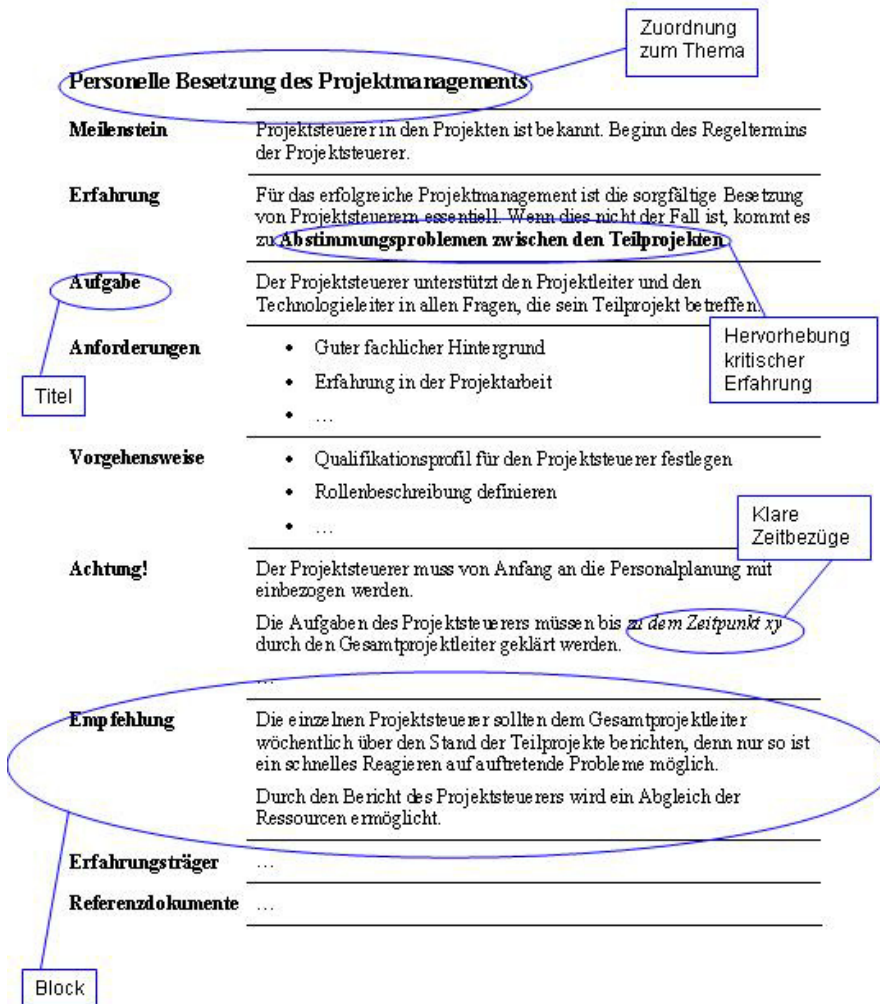 Zuordnung
zum Thema
Personelle Besetzung des Projektmanagements
Meilenstein
Projektsteuerer in den Projekten ist bekannt. Beginn des Regeltermins
der Projektsteuerer.
Erfahrung
Für das erfolgreiche Projektmanagement ist die sorgfältige Besetzung
von Projektsteuerern essentiell. Wenn dies nicht der Fall ist, kommt es
zu Abstimmungsproblemen zwischen den Teilprojekten
Aufgabe
Der Projektsteuerer unterstützt den Projektleiter und den
Technologieleiter in allen Fragen, die sein Teilprojekt betreffen.
Hervorhebung
kritischer
Erfahrung
Titel
Anforderungen
• Guter fachlicher Hintergrund
• Erfahrung in der Projektarbeit
• …
Vorgehensweise
• Qualifikationsprofil für den Projektsteuerer festlegen
• Rollenbeschreibung definieren
• …
Klare
Zeitbezüge
Achtung!
Der Projektsteuerer muss von Anfang an die Personalplanung mit
einbezogen werden.
Die Aufgaben des Projektsteuerers müssen bis zu dem Zeitpunkt xy
durch den Gesamtprojektleiter geklärt werden.
…
Empfehlung
Die einzelnen Projektsteuerer sollten dem Gesamtprojektleiter
wöchentlich über den Stand der Teilprojekte berichten, denn nur so ist
ein schnelles Reagieren auf auftretende Probleme möglich.
Durch den Bericht des Projektsteuerers wird ein Abgleich der
Ressourcen ermöglicht.
Erfahrungsträger …
Referenzdokumente …
Block